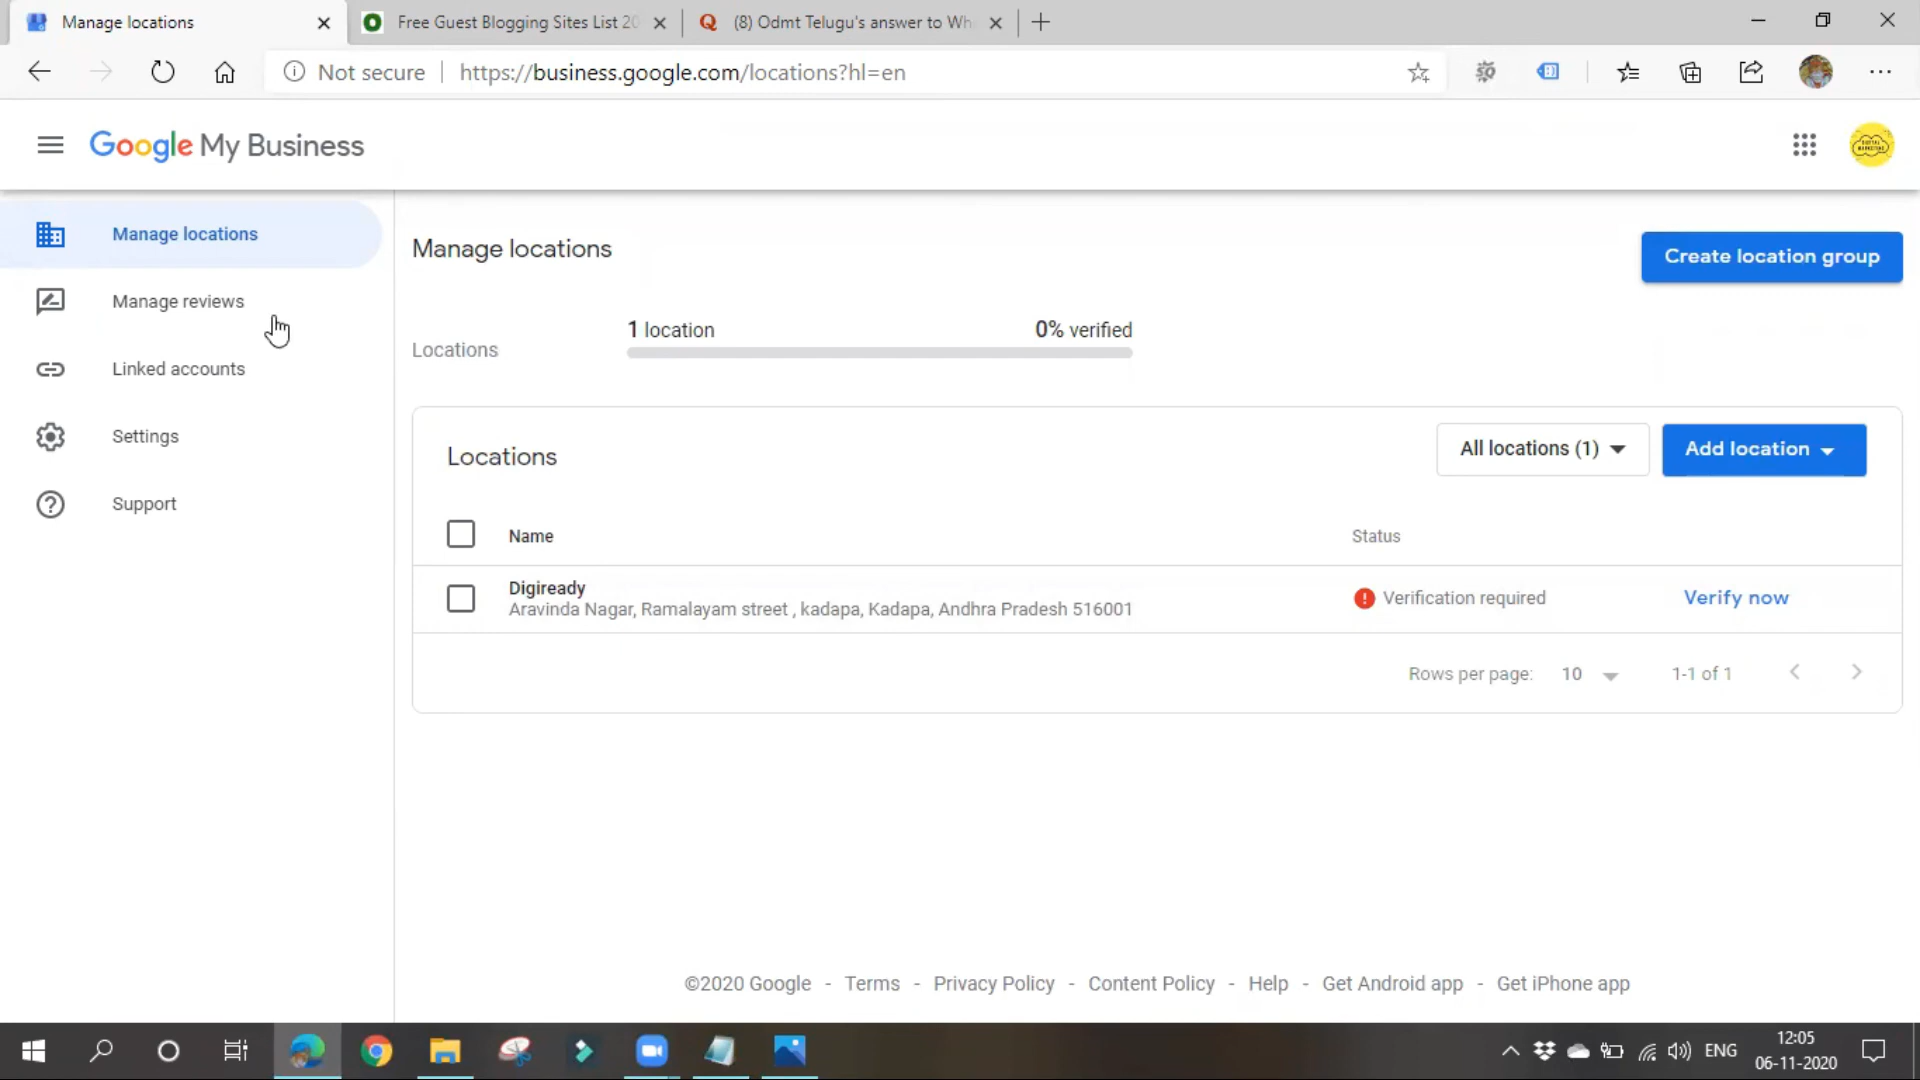 Manage locations
Free Guest Blogging Sites List 20
(8) Odmt Telugu's answer to Wh
Not secure
https://business.google.com/locations?hl=en
Google My Business
Manage locations
Manage reviews
Linked accounts
Settings
Support
Manage locations
Create location group
Locations
1 location
0% verified
Locations
All locations (1)
Add location
Name
Status
Digiready
Aravinda Nagar, Ramalayam street , kadapa, Kadapa, Andhra Pradesh 516001
Verification required
Verify now
Rows per page:
10
1-1 of 1
©2020 Google - Terms - Privacy Policy - Content Policy - Help - Get Android app - Get iPhone app
ENG
12:05
06-11-2020